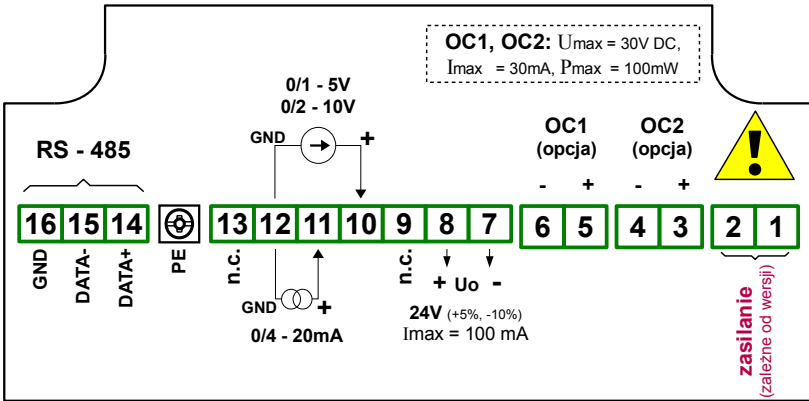 OC1, OC2: Umax = 30V DC,
Imax = 30mA, Pmax = 100mW
0/1 - 5V
0/2 - 10V
GND
+
RS - 485
OC1
(opcja)
- +
OC2
(opcja)
- +
16 15 14
13 12 11 10 9 8 7
6 5
4 3
2 1
GND
DATA-
DATA+
PE
n.c.
GND +
0/4 - 20mA
n.c.
+ Uo -
24V (+5%, -10%)
Imax = 100 mA
zasilanie
(zależne od wersji)